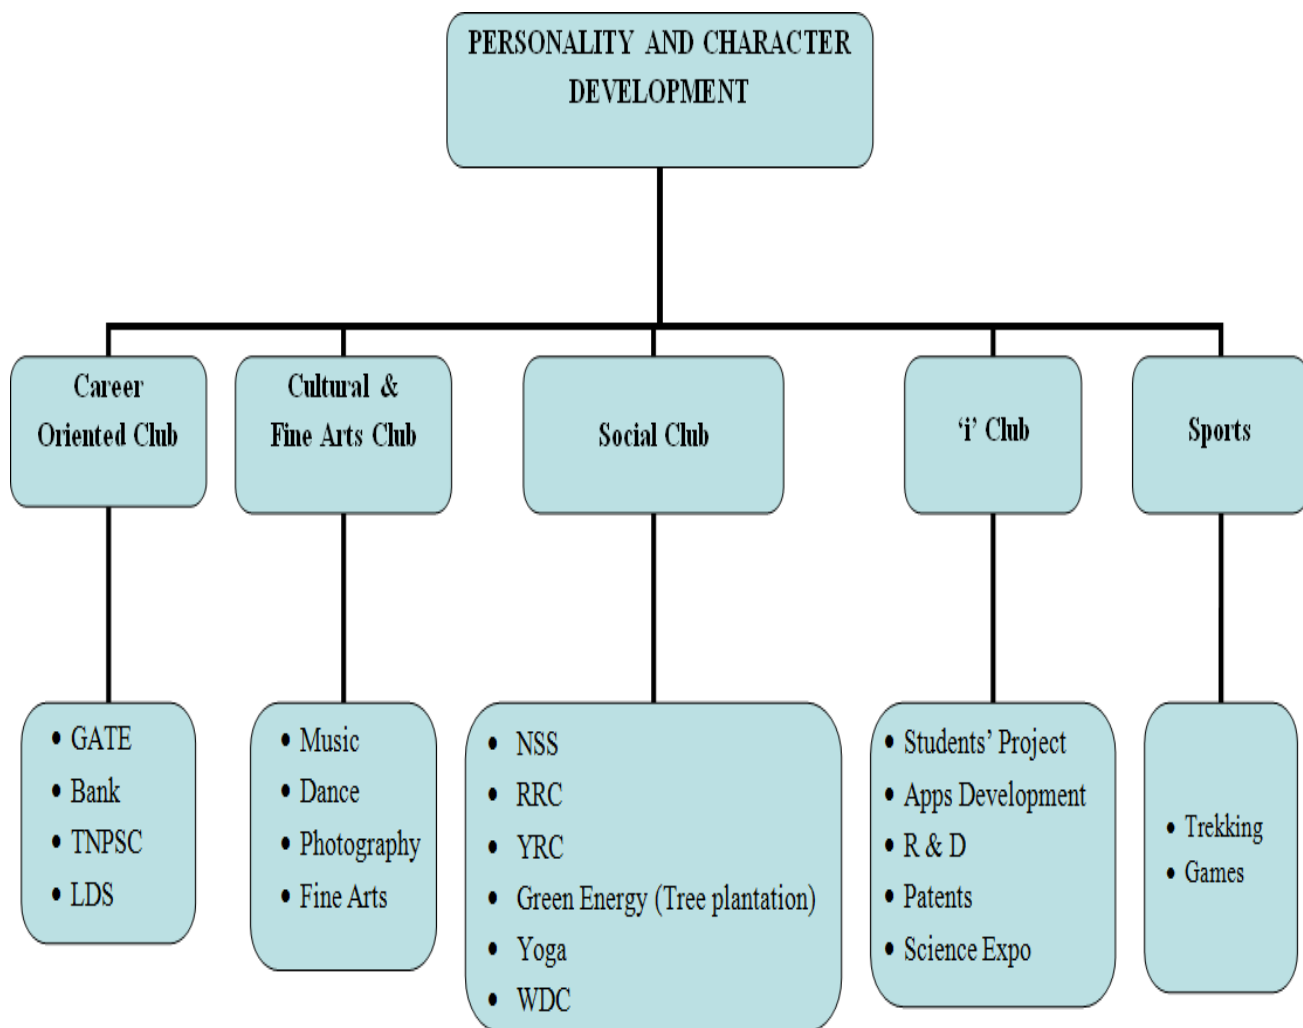 PERSONALITY AND CHARACTER
DEVELOPMENT
Career
Oriented Club
Cultural &
Fine Arts Club
Social Club
‘i’ Club
Sports
• GATE
• Bank
• TNPSC
• LDS
• Music
• Dance
• Photography
• Fine Arts
• NSS
• RRC
• YRC
• Green Energy (Tree plantation)
• Yoga
• WDC
• Students’ Project
• Apps Development
• R & D
• Patents
• Science Expo
• Trekking
• Games